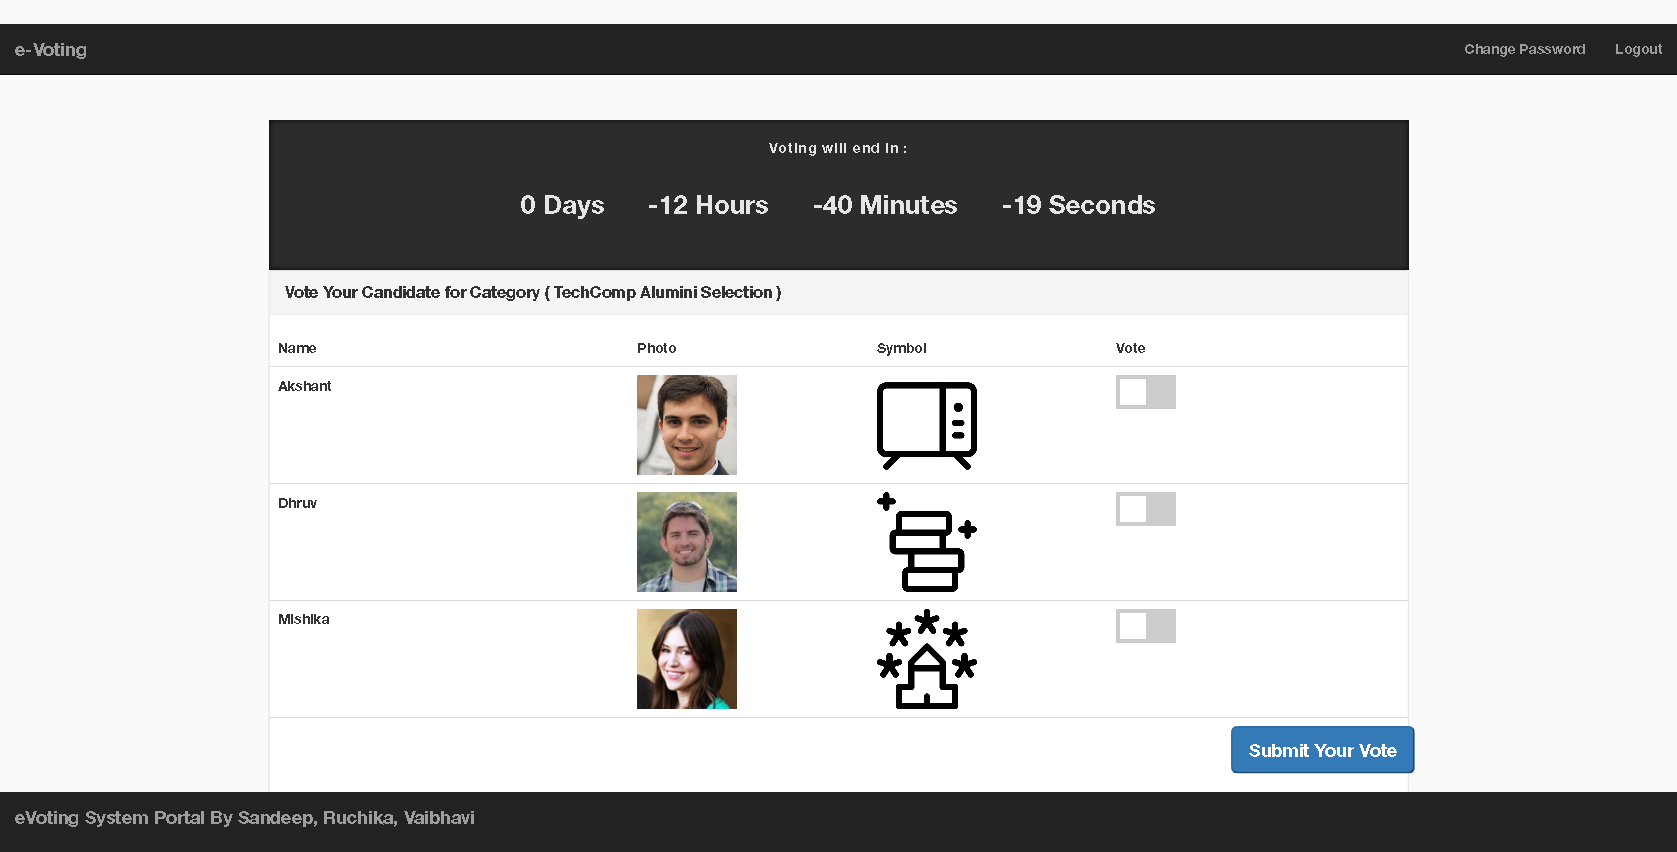 e-Voting Change Password Logout
Voting will end in :
0 Days -12 Hours -40 Minutes -19 Seconds
Vote Your Candidate for Category ( TechComp Alumini Selection )
Name Photo Symbol Vote
Akshant
Dhruv
Mishika
Submit Your Vote
eVoting System Portal By Sandeep, Ruchika, Vaibhavi